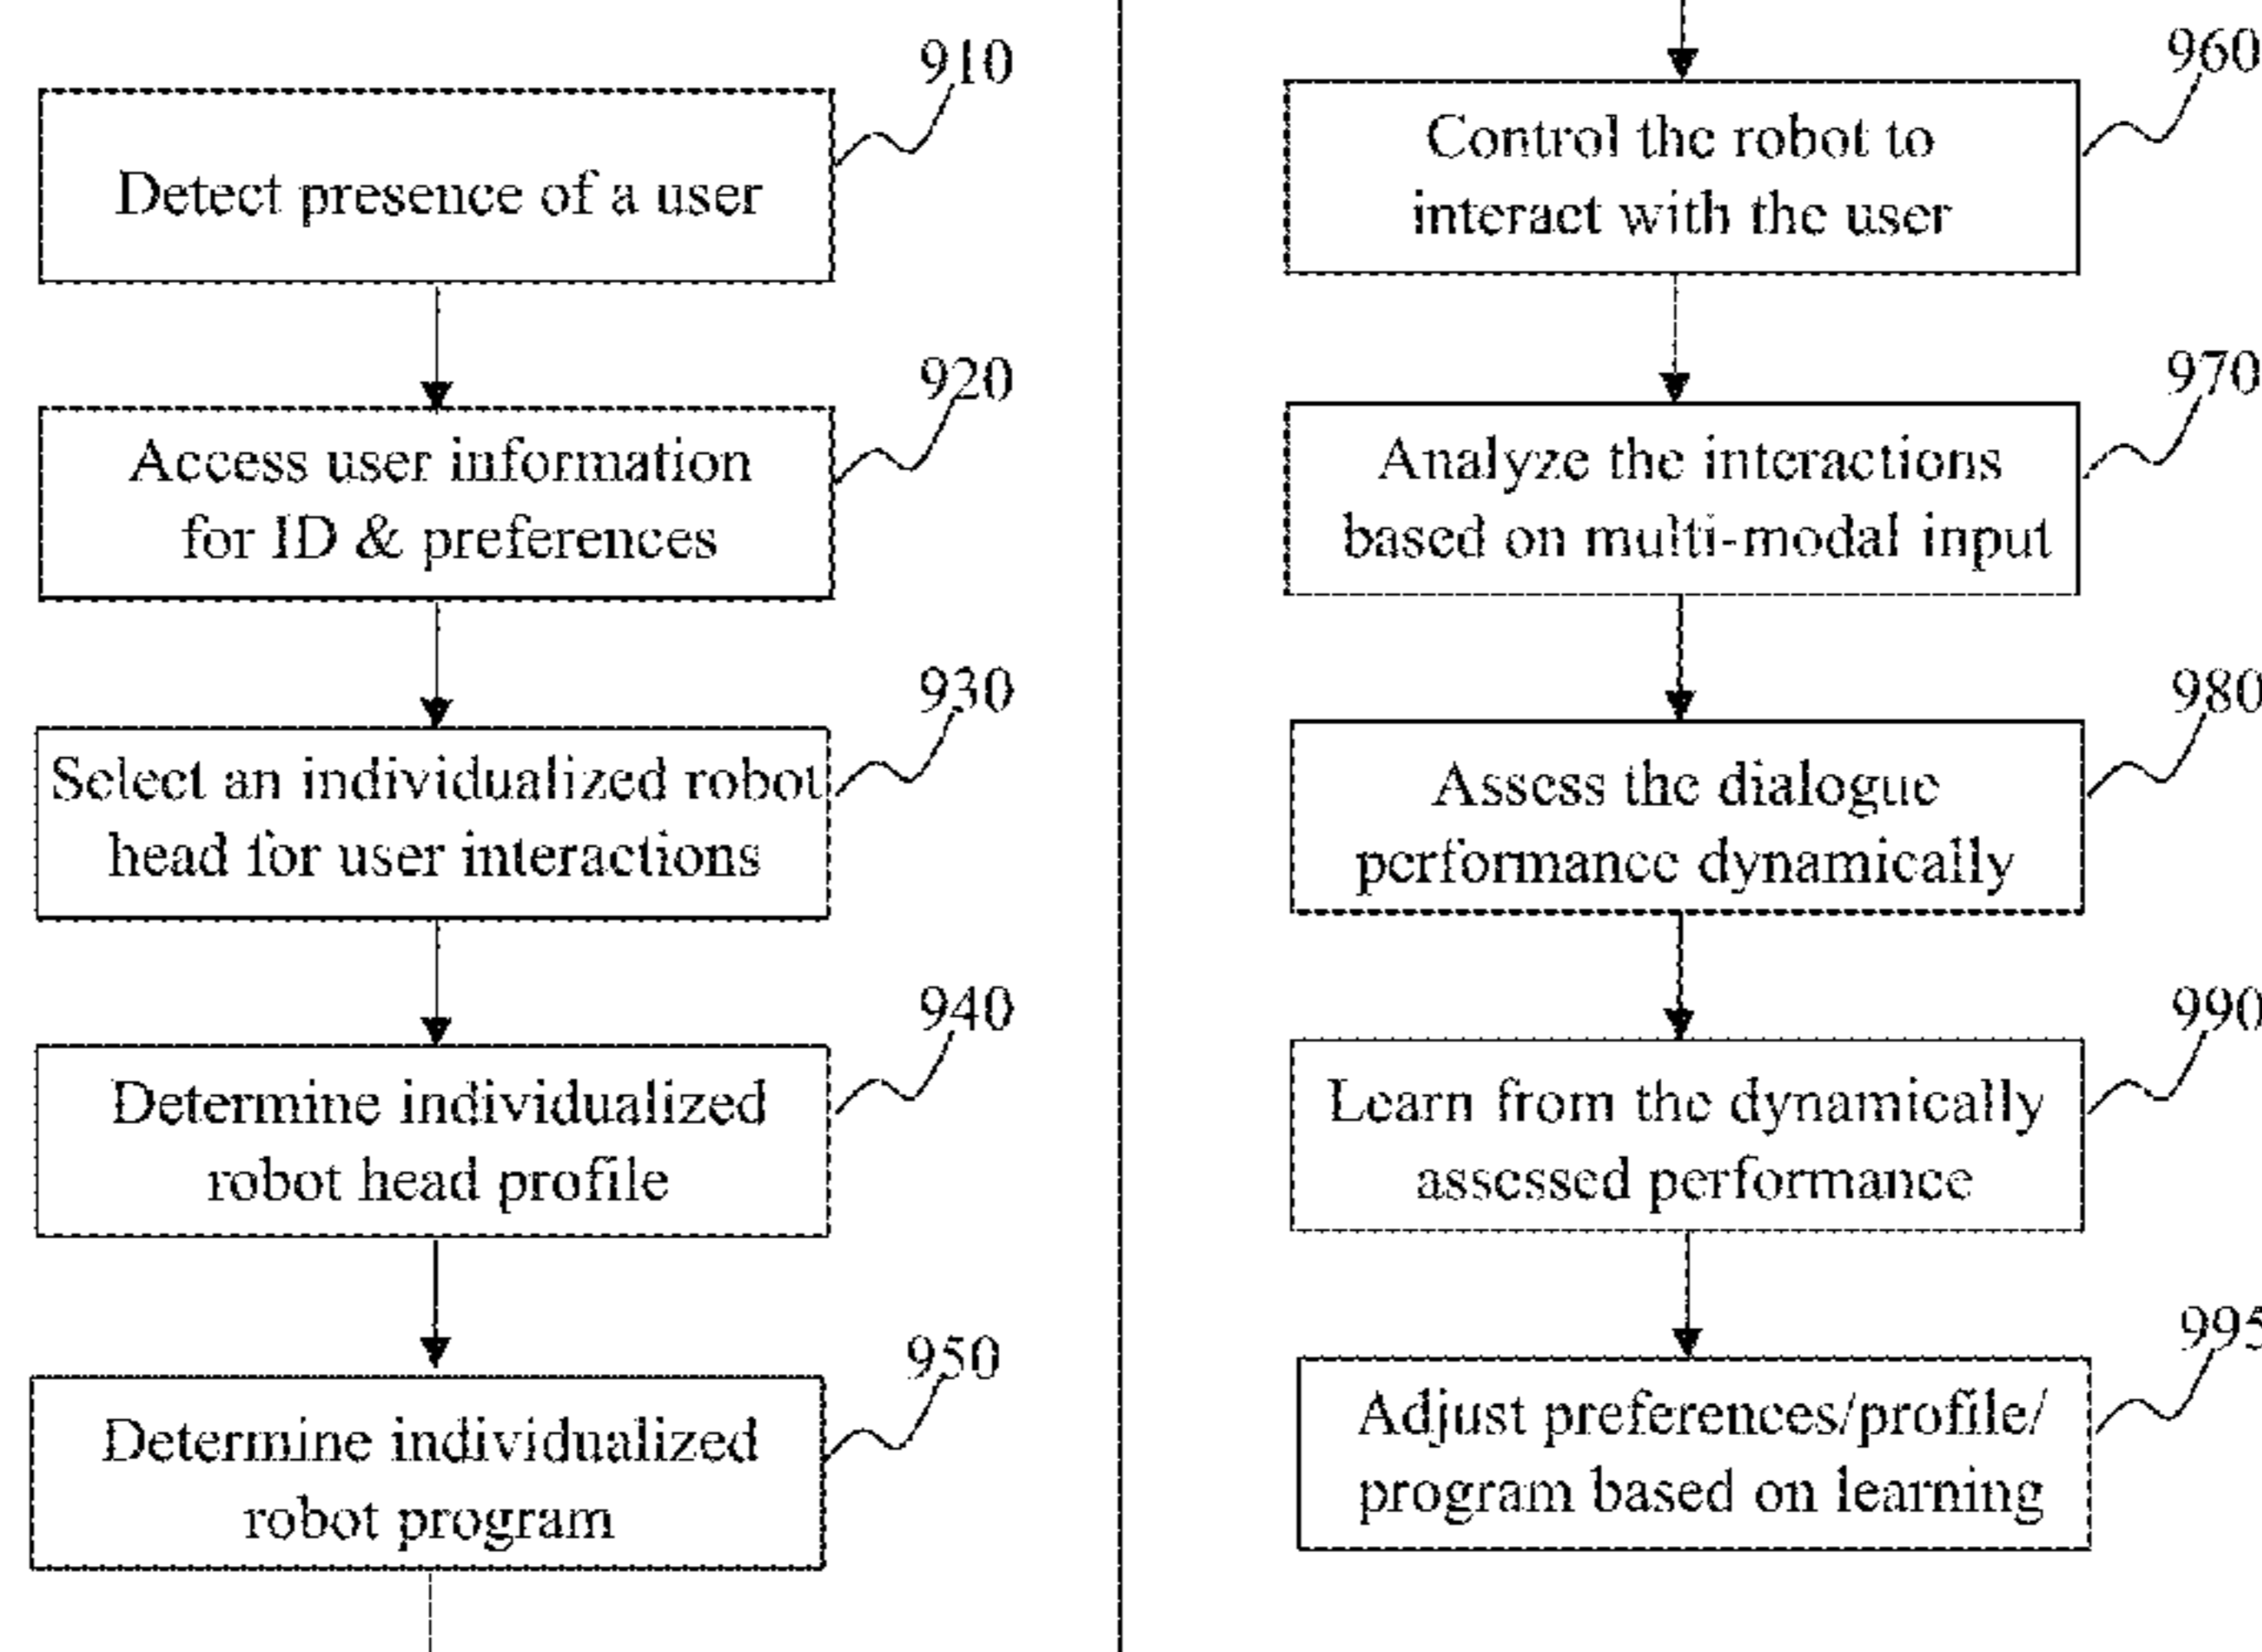 910
Detect presence of a user
920
Access user information
for ID & preferences
930
Select an individualized robot
head for user interactions
940
Determine individualized
robot head profile
950
Determine individualized
robot program
960
Control the robot to
interact with the user
970
Analyze the interactions
based on multi-modal input
980
Assess the dialogue
performance dynamically
990
Learn from the dynamically
assessed performance
995
Adjust preferences/profile/
program based on learning